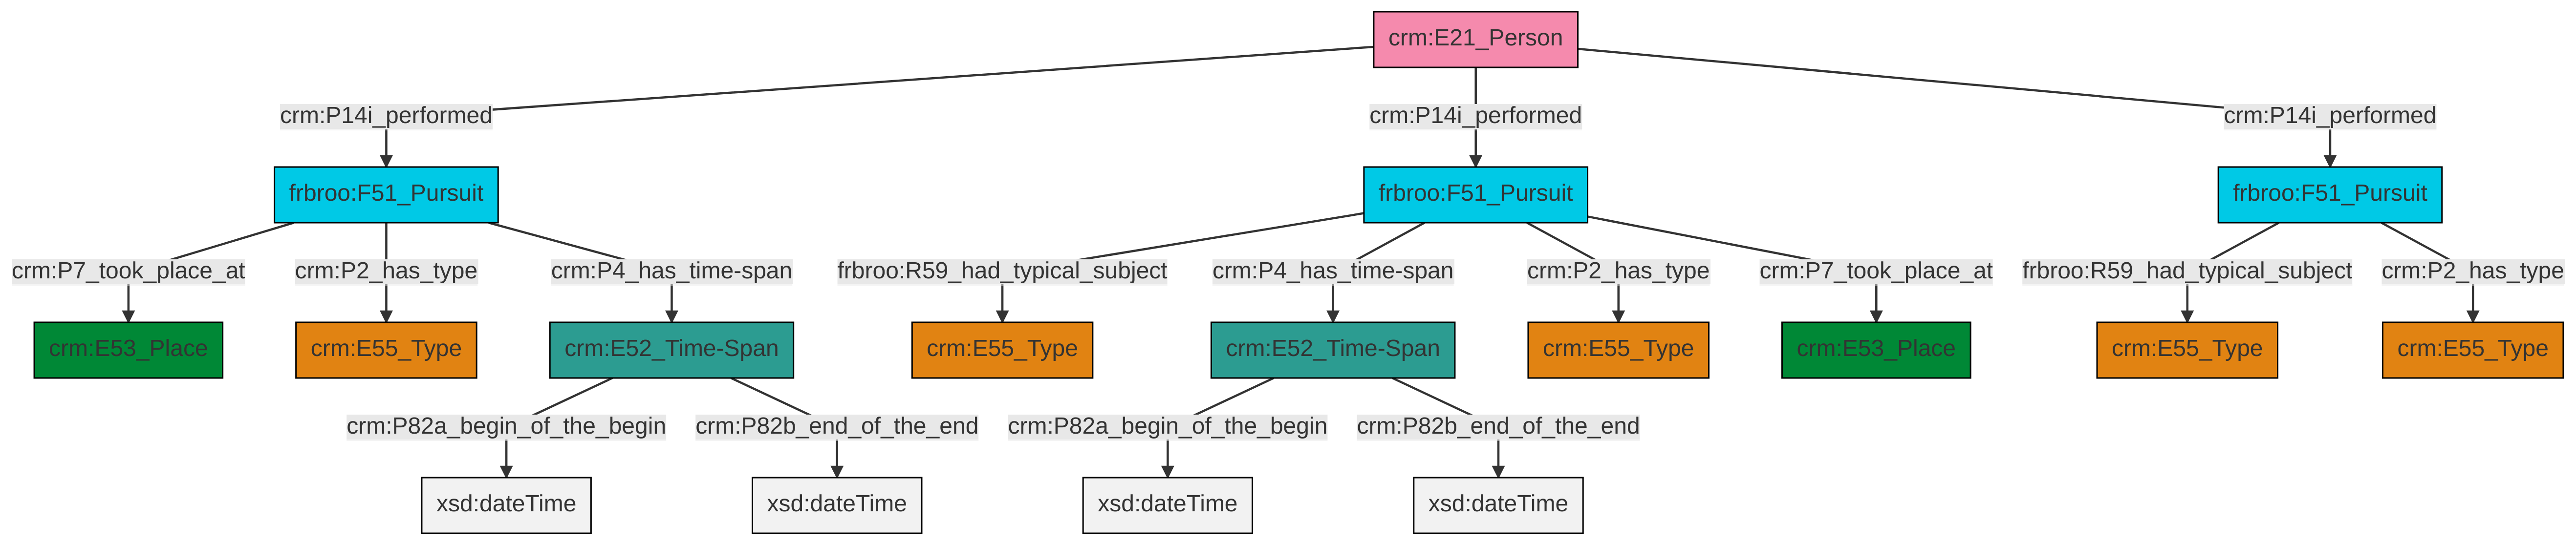 crm:E21_Person
crm:P14i_performed crm:P14i_performed crm:P14i_performed
frbroo:F51_Pursuit frbroo:F51_Pursuit frbroo:F51_Pursuit
crm:P7_took_place_at crm:P2_has_type crm:P4_has_time-span frbroo:R59_had_typical_subject crm:P4_has_time-span crm:P2_has_type crm:P7_took_place_at frbroo:R59_had_typical_subject crm:P2_has_type
crm:E53_Place crm:E55_Type crm:E52_Time-Span crm:E55_Type crm:E52_Time-Span crm:E55_Type crm:E53_Place crm:E55_Type crm:E55_Type
crm:P82a_begin_of_the_begin crm:P82b_end_of_the_end crm:P82a_begin_of_the_begin crm:P82b_end_of_the_end
xsd:dateTime xsd:dateTime xsd:dateTime xsd:dateTime